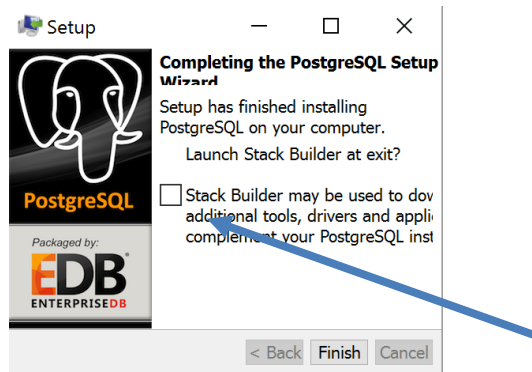 Setup
Completing the PostgreSQL Setup
Wizard
Setup has finished installing
PostgreSQL on your computer.
Launch Stack Builder at exit?
Stack Builder may be used to dov
additional tools, drivers and applic
complement your PostgreSQL inst
PostgreSQL
Packaged by:
EDB
ENTERPRISEDB
< Back
Finish
Cancel